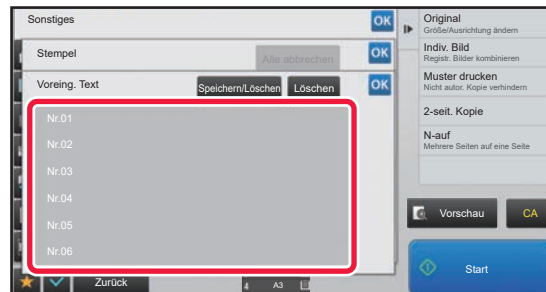 Sonstiges
OK
Stempel
Alle abbrechen
OK
Voreing. Text
Speichern/Löschen
Löschen
OK
Nr.01
Nr.02
Nr.03
Nr.04
Nr.05
Nr.06
Zurück
4
A3
Original
Größe/Ausrichtung ändern
Indiv. Bild
Registr. Bilder kombinieren
Muster drucken
Nicht autor. Kopie verhindern
2-seit. Kopie
N-auf
Mehrere Seiten auf eine Seite
Vorschau
CA
Start